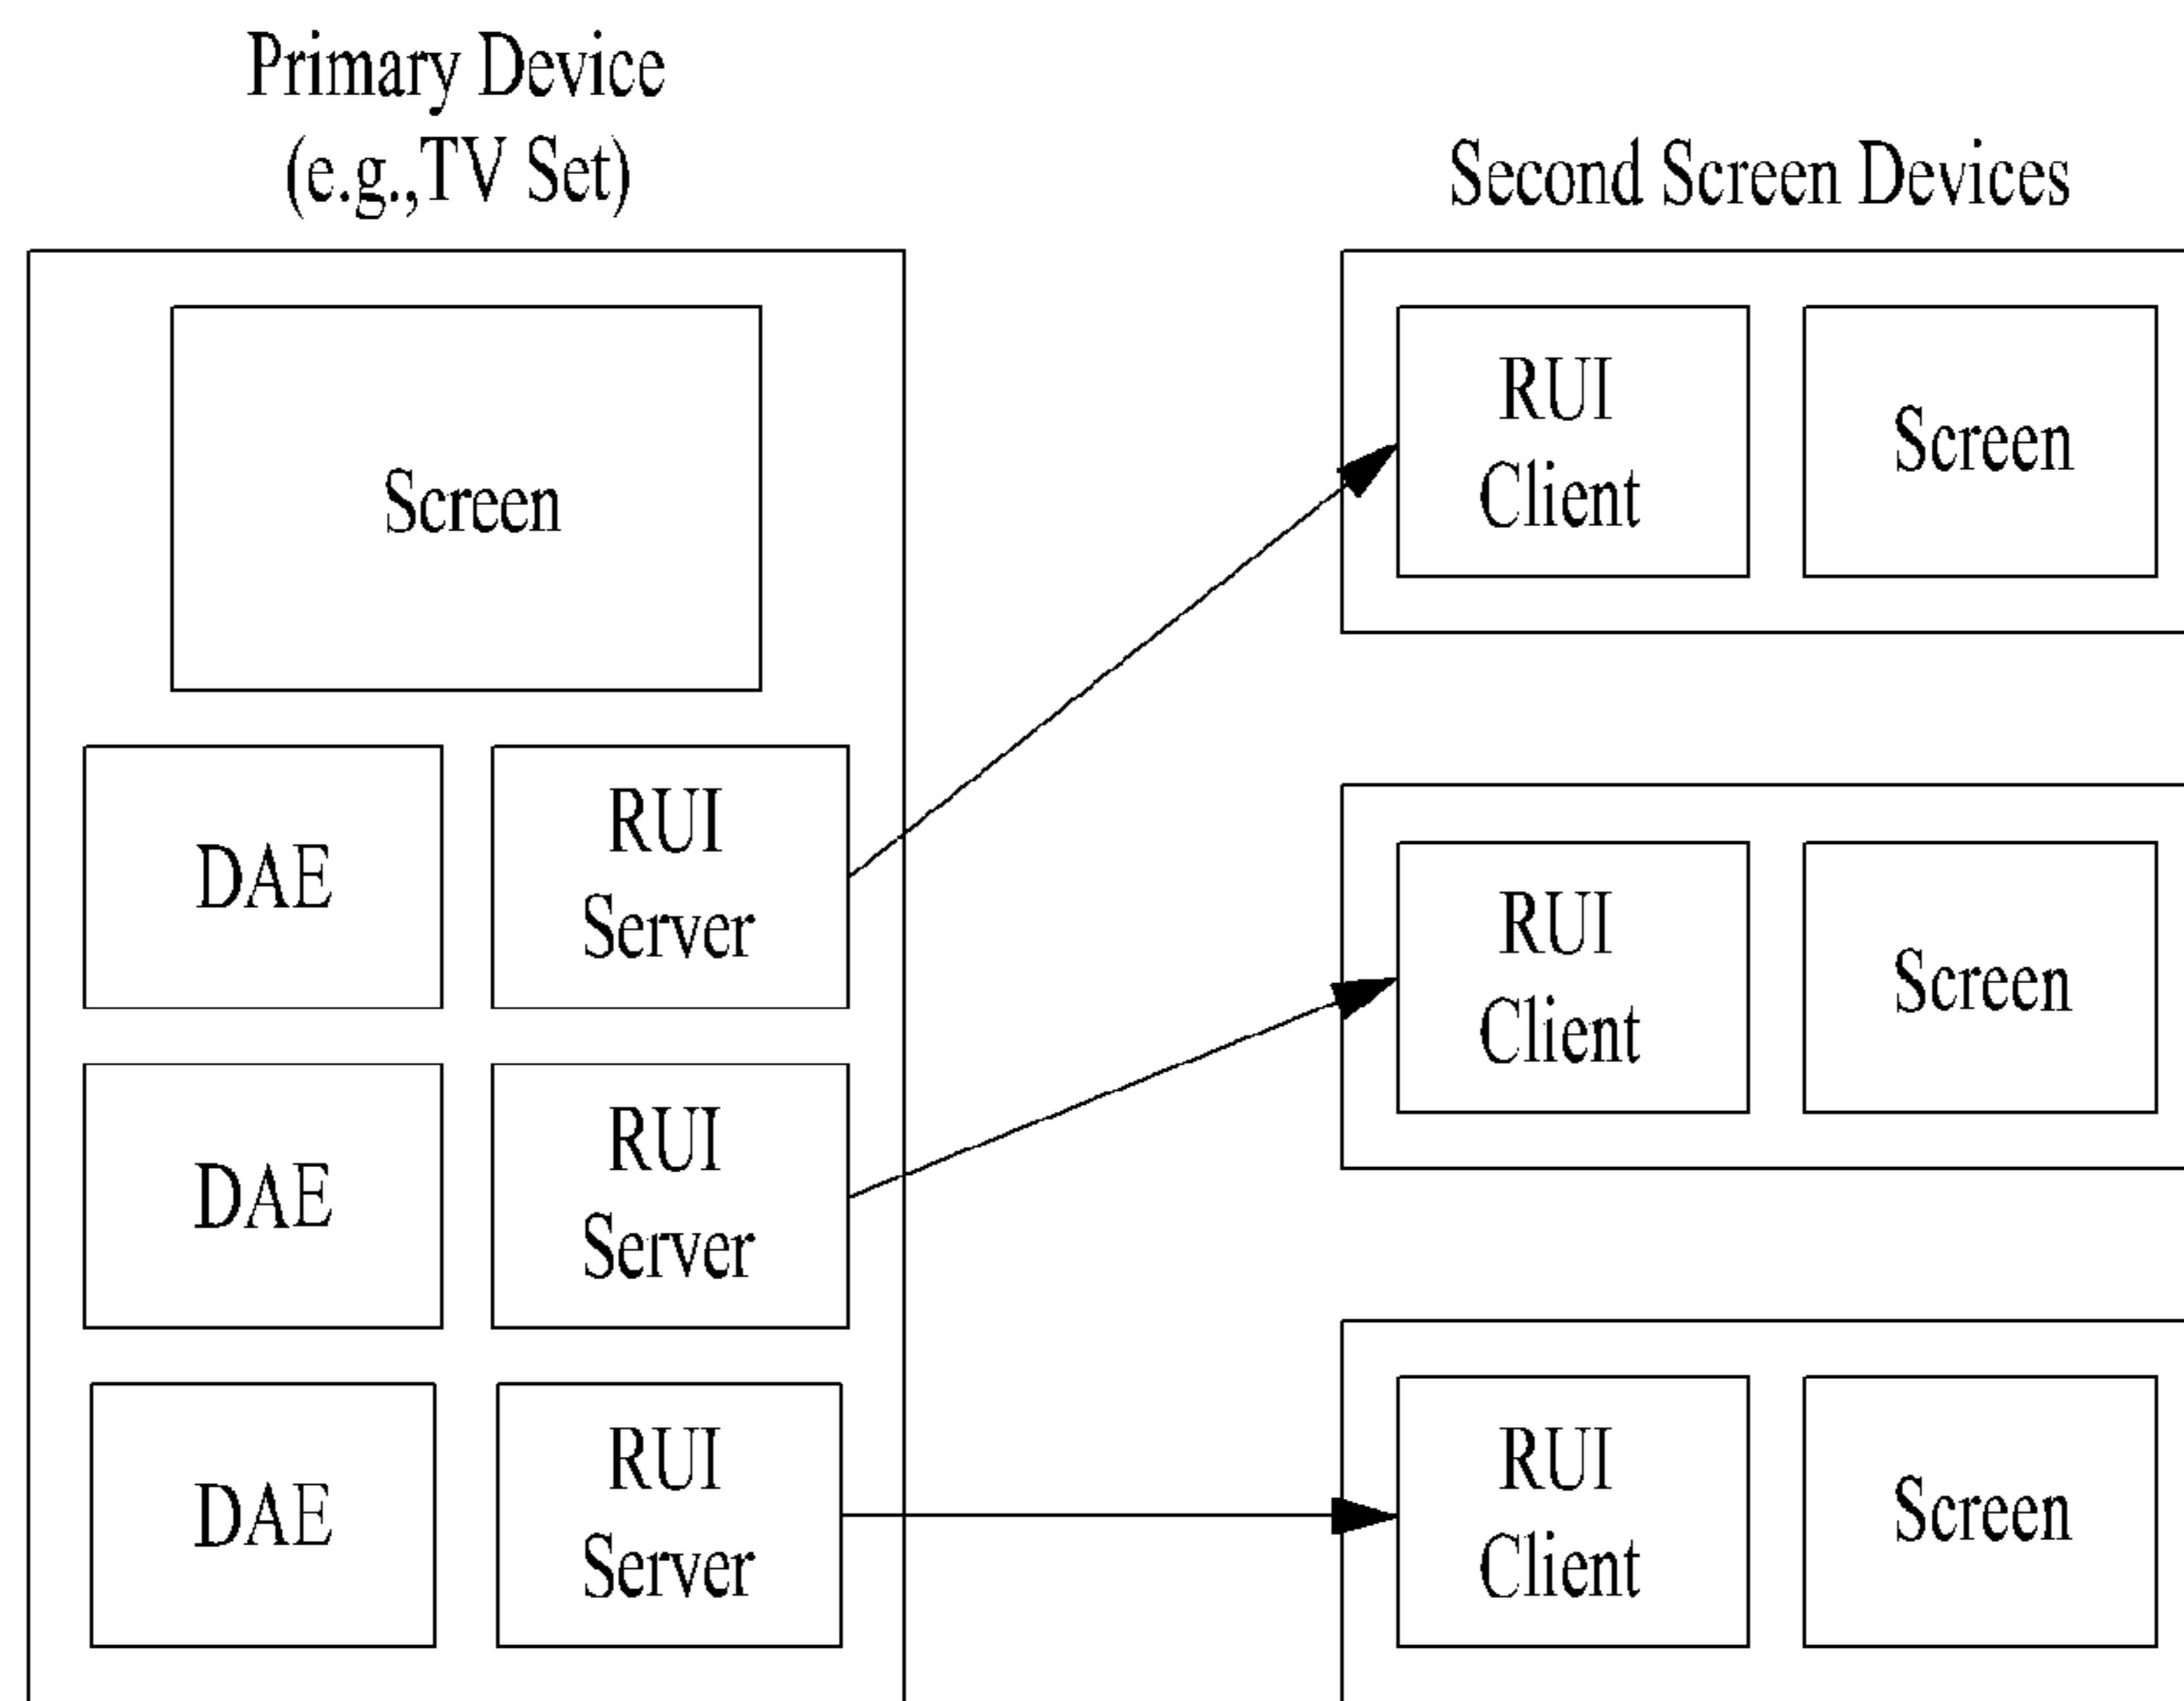 Primary Device
(e.g.,TV Set)
Second Screen Devices
Screen
DAE
RUI
Server
DAE
RUI
Server
DAE
RUI
Server
RUI
Client
Screen
RUI
Client
Screen
RUI
Client
Screen